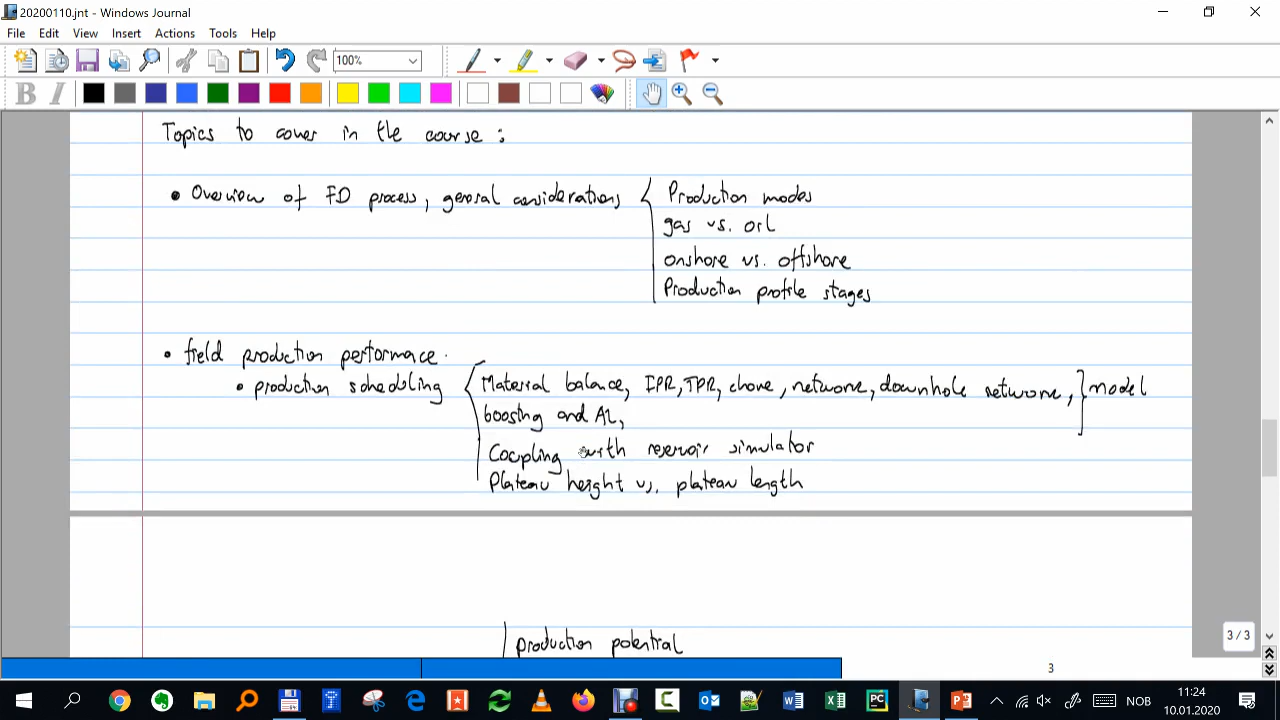 20200110.jnt - Windows Journal
File Edit View Insert Actions Tools Help
100%
B I
Topics to cover in the course :
• Overview of FD process, general considerations
Production modes
gas vs. oil
onshore vs. offshore
Production profile stages
• field production performace.
• production scheduling
Material balance, IPR, TPR, choke, network, downhole network, } model
boosting and AL,
Coupling with reservoir simulator
Plateau height vs. plateau length
production potential
3 / 3
3
NOB
11:24
10.01.2020